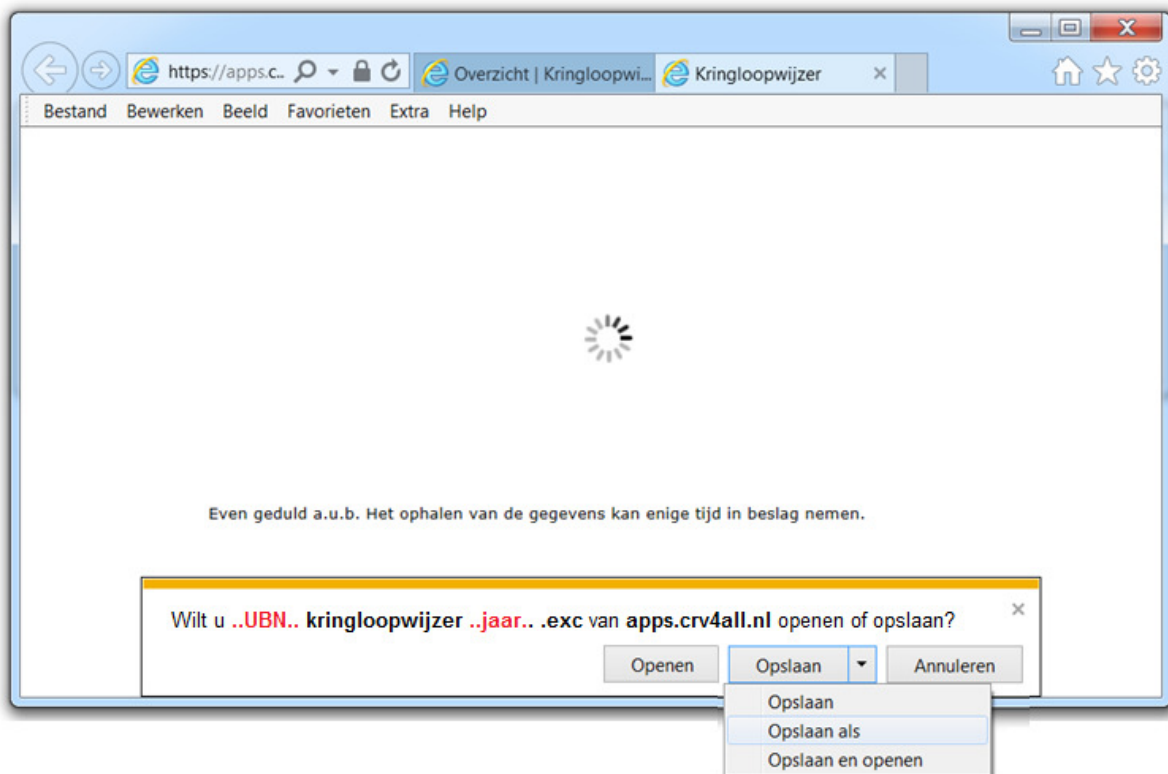 https://apps.c.. Overzicht | Kringloopwi... Kringloopwijzer
Bestand Bewerken Beeld Favorieten Extra Help
Even geduld a.u.b. Het ophalen van de gegevens kan enige tijd in beslag nemen.
Wilt u ..UBN.. kringloopwijzer ..jaar.. .exc van apps.crv4all.nl openen of opslaan?
Openen Opslaan Annuleren
Opslaan
Opslaan als
Opslaan en openen